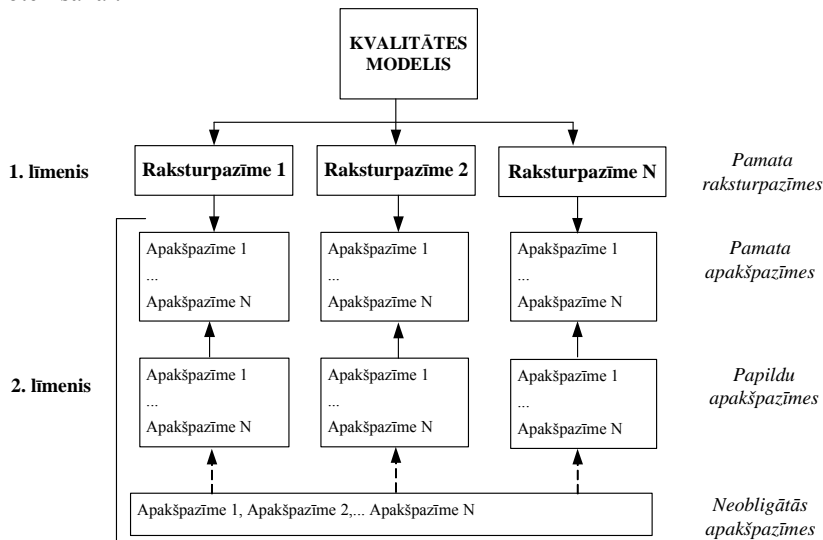 KVALITĀTES
MODELIS
1. līmenis
Raksturpazīme 1
Raksturpazīme 2
Raksturpazīme N
Pamata
raksturpazīmes
Apakšpazīme 1
...
Apakšpazīme N
Apakšpazīme 1
...
Apakšpazīme N
Apakšpazīme 1
...
Apakšpazīme N
Pamata
apakšpazīmes
2. līmenis
Apakšpazīme 1
...
Apakšpazīme N
Apakšpazīme 1
...
Apakšpazīme N
Apakšpazīme 1
...
Apakšpazīme N
Papildu
apakšpazīmes
Apakšpazīme 1, Apakšpazīme 2,... Apakšpazīme N
Neobligātās
apakšpazīmes